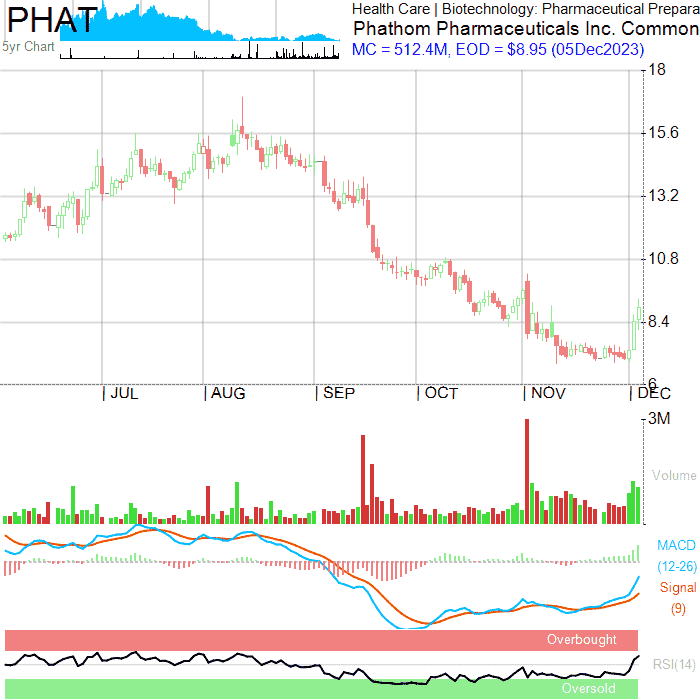 PHAT
5yr Chart
Health Care | Biotechnology: Pharmaceutical Prepara
Phathom Pharmaceuticals Inc. Common
MC = 512.4M, EOD = $8.95 (05Dec2023)
18
15.6
13.2
10.8
8.4
6
JUL
AUG
SEP
OCT
NOV
DEC
3M
Volume
MACD
(12-26)
Signal
(9)
Overbought
RSI(14)
Oversold